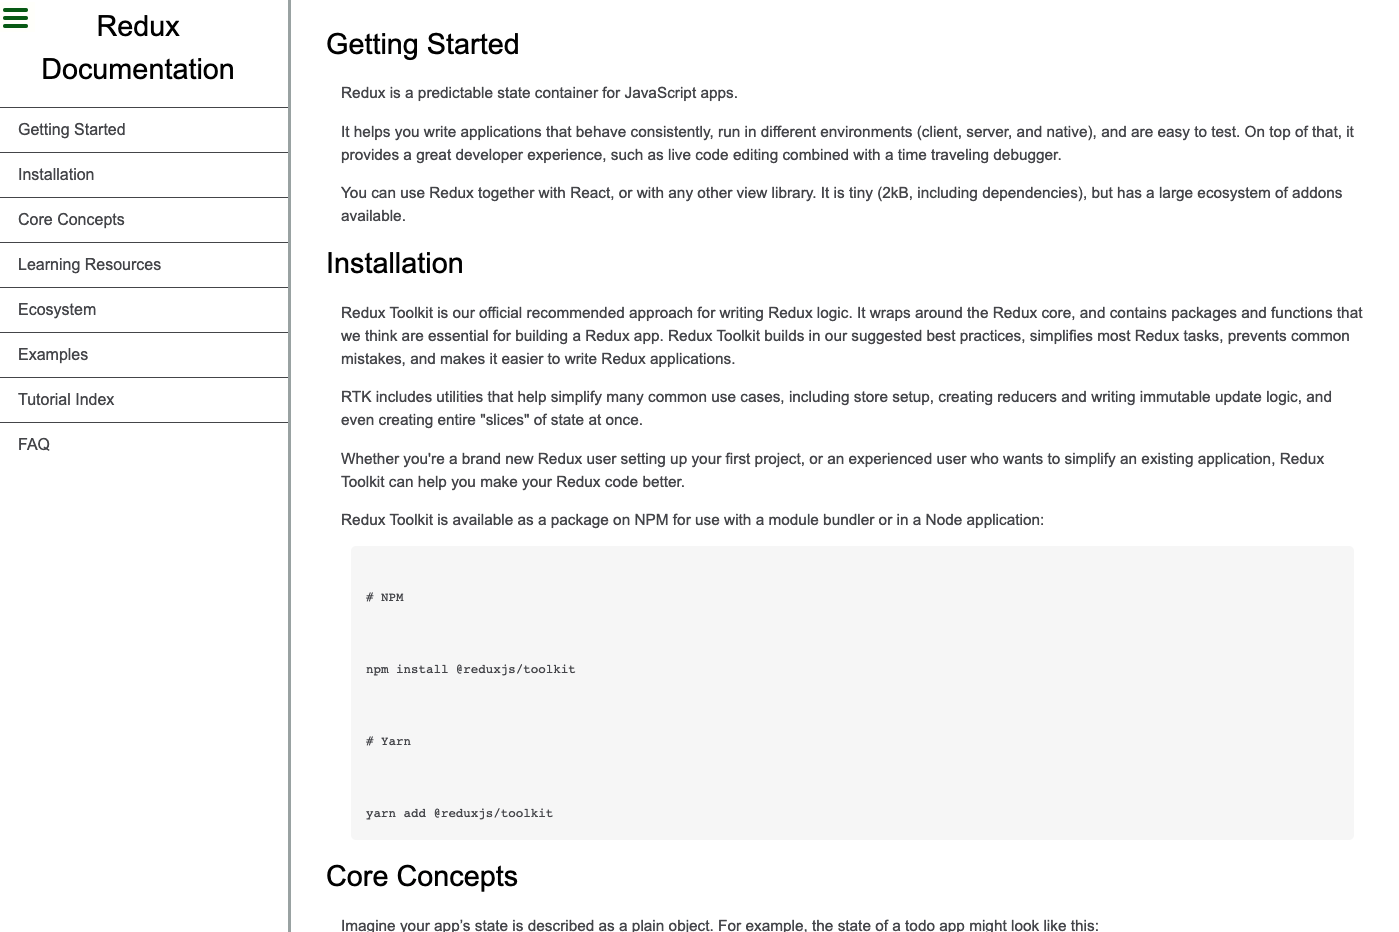 Redux
Documentation
Getting Started
Installation
Core Concepts
Learning Resources
Ecosystem
Examples
Tutorial Index
FAQ
Getting Started
Redux is a predictable state container for JavaScript apps.
It helps you write applications that behave consistently, run in different environments (client, server, and native), and are easy to test. On top of that, it
provides a great developer experience, such as live code editing combined with a time traveling debugger.
You can use Redux together with React, or with any other view library. It is tiny (2kB, including dependencies), but has a large ecosystem of addons
available.
Installation
Redux Toolkit is our official recommended approach for writing Redux logic. It wraps around the Redux core, and contains packages and functions that
we think are essential for building a Redux app. Redux Toolkit builds in our suggested best practices, simplifies most Redux tasks, prevents common
mistakes, and makes it easier to write Redux applications.
RTK includes utilities that help simplify many common use cases, including store setup, creating reducers and writing immutable update logic, and
even creating entire "slices" of state at once.
Whether you're a brand new Redux user setting up your first project, or an experienced user who wants to simplify an existing application, Redux
Toolkit can help you make your Redux code better.
Redux Toolkit is available as a package on NPM for use with a module bundler or in a Node application:
# NPM
npm install @reduxjs/toolkit
# Yarn
yarn add @reduxjs/toolkit
Core Concepts
Imagine your app’s state is described as a plain object. For example, the state of a todo app might look like this: